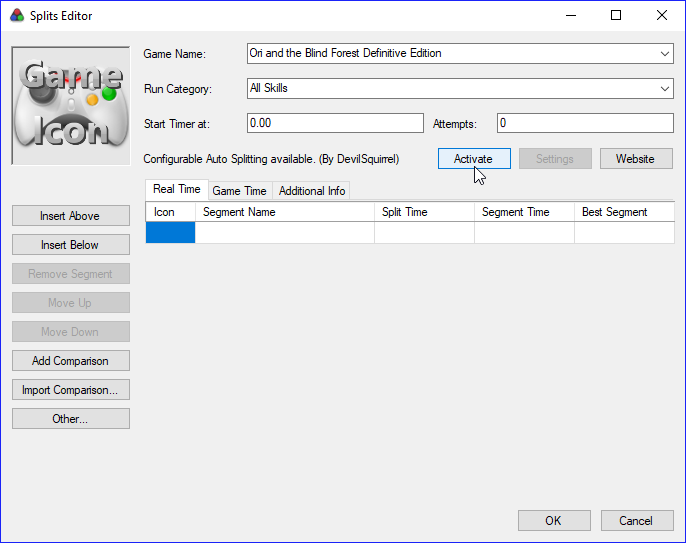 Splits Editor
Game Icon
Game Name: Ori and the Blind Forest Definitive Edition
Run Category: All Skills
Start Timer at: 0.00 Attempts: 0
Configurable Auto Splitting available. (By DevilSquirrel) Activate Settings Website
Real Time Game Time Additional Info
Icon Segment Name Split Time Segment Time Best Segment
Insert Above
Insert Below
Remove Segment
Move Up
Move Down
Add Comparison
Import Comparison...
Other...
OK Cancel